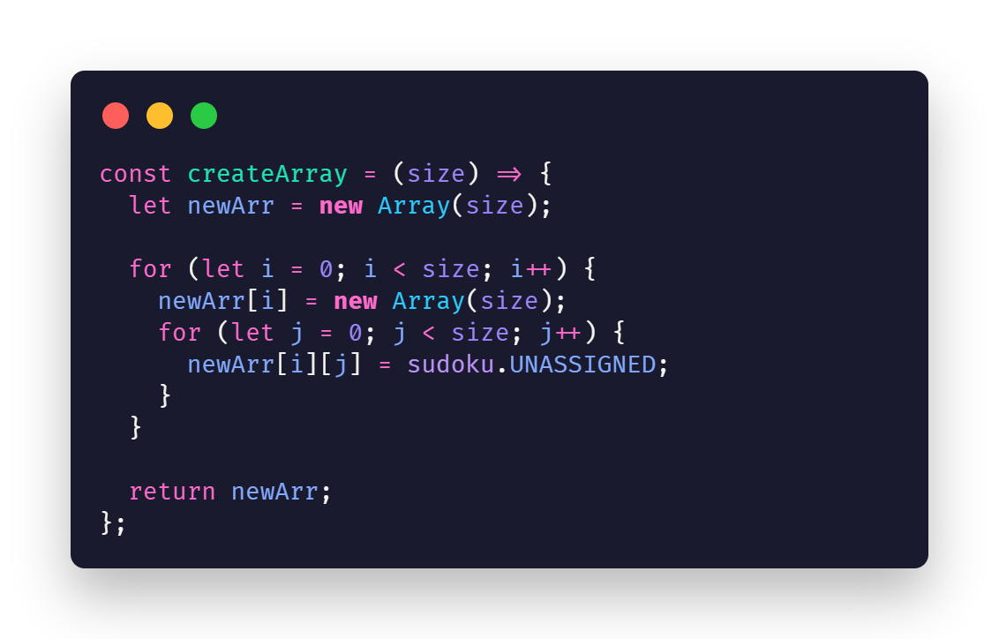 const createArray = (size) => {
  let newArr = new Array(size);

  for (let i = 0; i < size; i++) {
    newArr[i] = new Array(size);
    for (let j = 0; j < size; j++) {
      newArr[i][j] = sudoku.UNASSIGNED;
    }
  }

  return newArr;
};